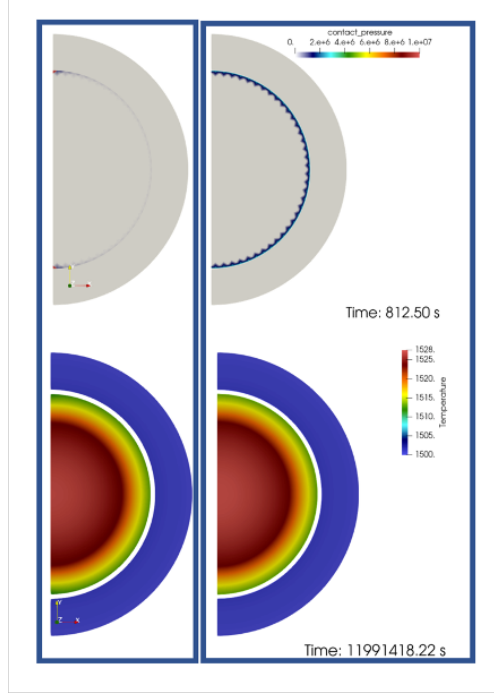 contact_pressure
0. 2.e+6 4.e+6 6.e+6 8.e+6 1.e+07
Time: 812.50 s
1528.
1525.
1520.
1515.
1510.
1505.
1500.
Temperature
Y
Z X
Time: 11991418.22 s